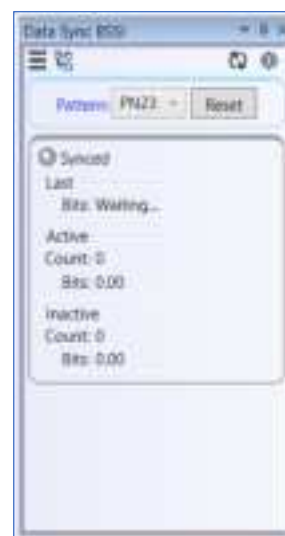 Data Sync BSSI
Pattern: PN23 Reset
Synced
Last
Bits: Waiting...
Active
Count: 0
Bits: 0.00
Inactive
Count: 0
Bits: 0.00